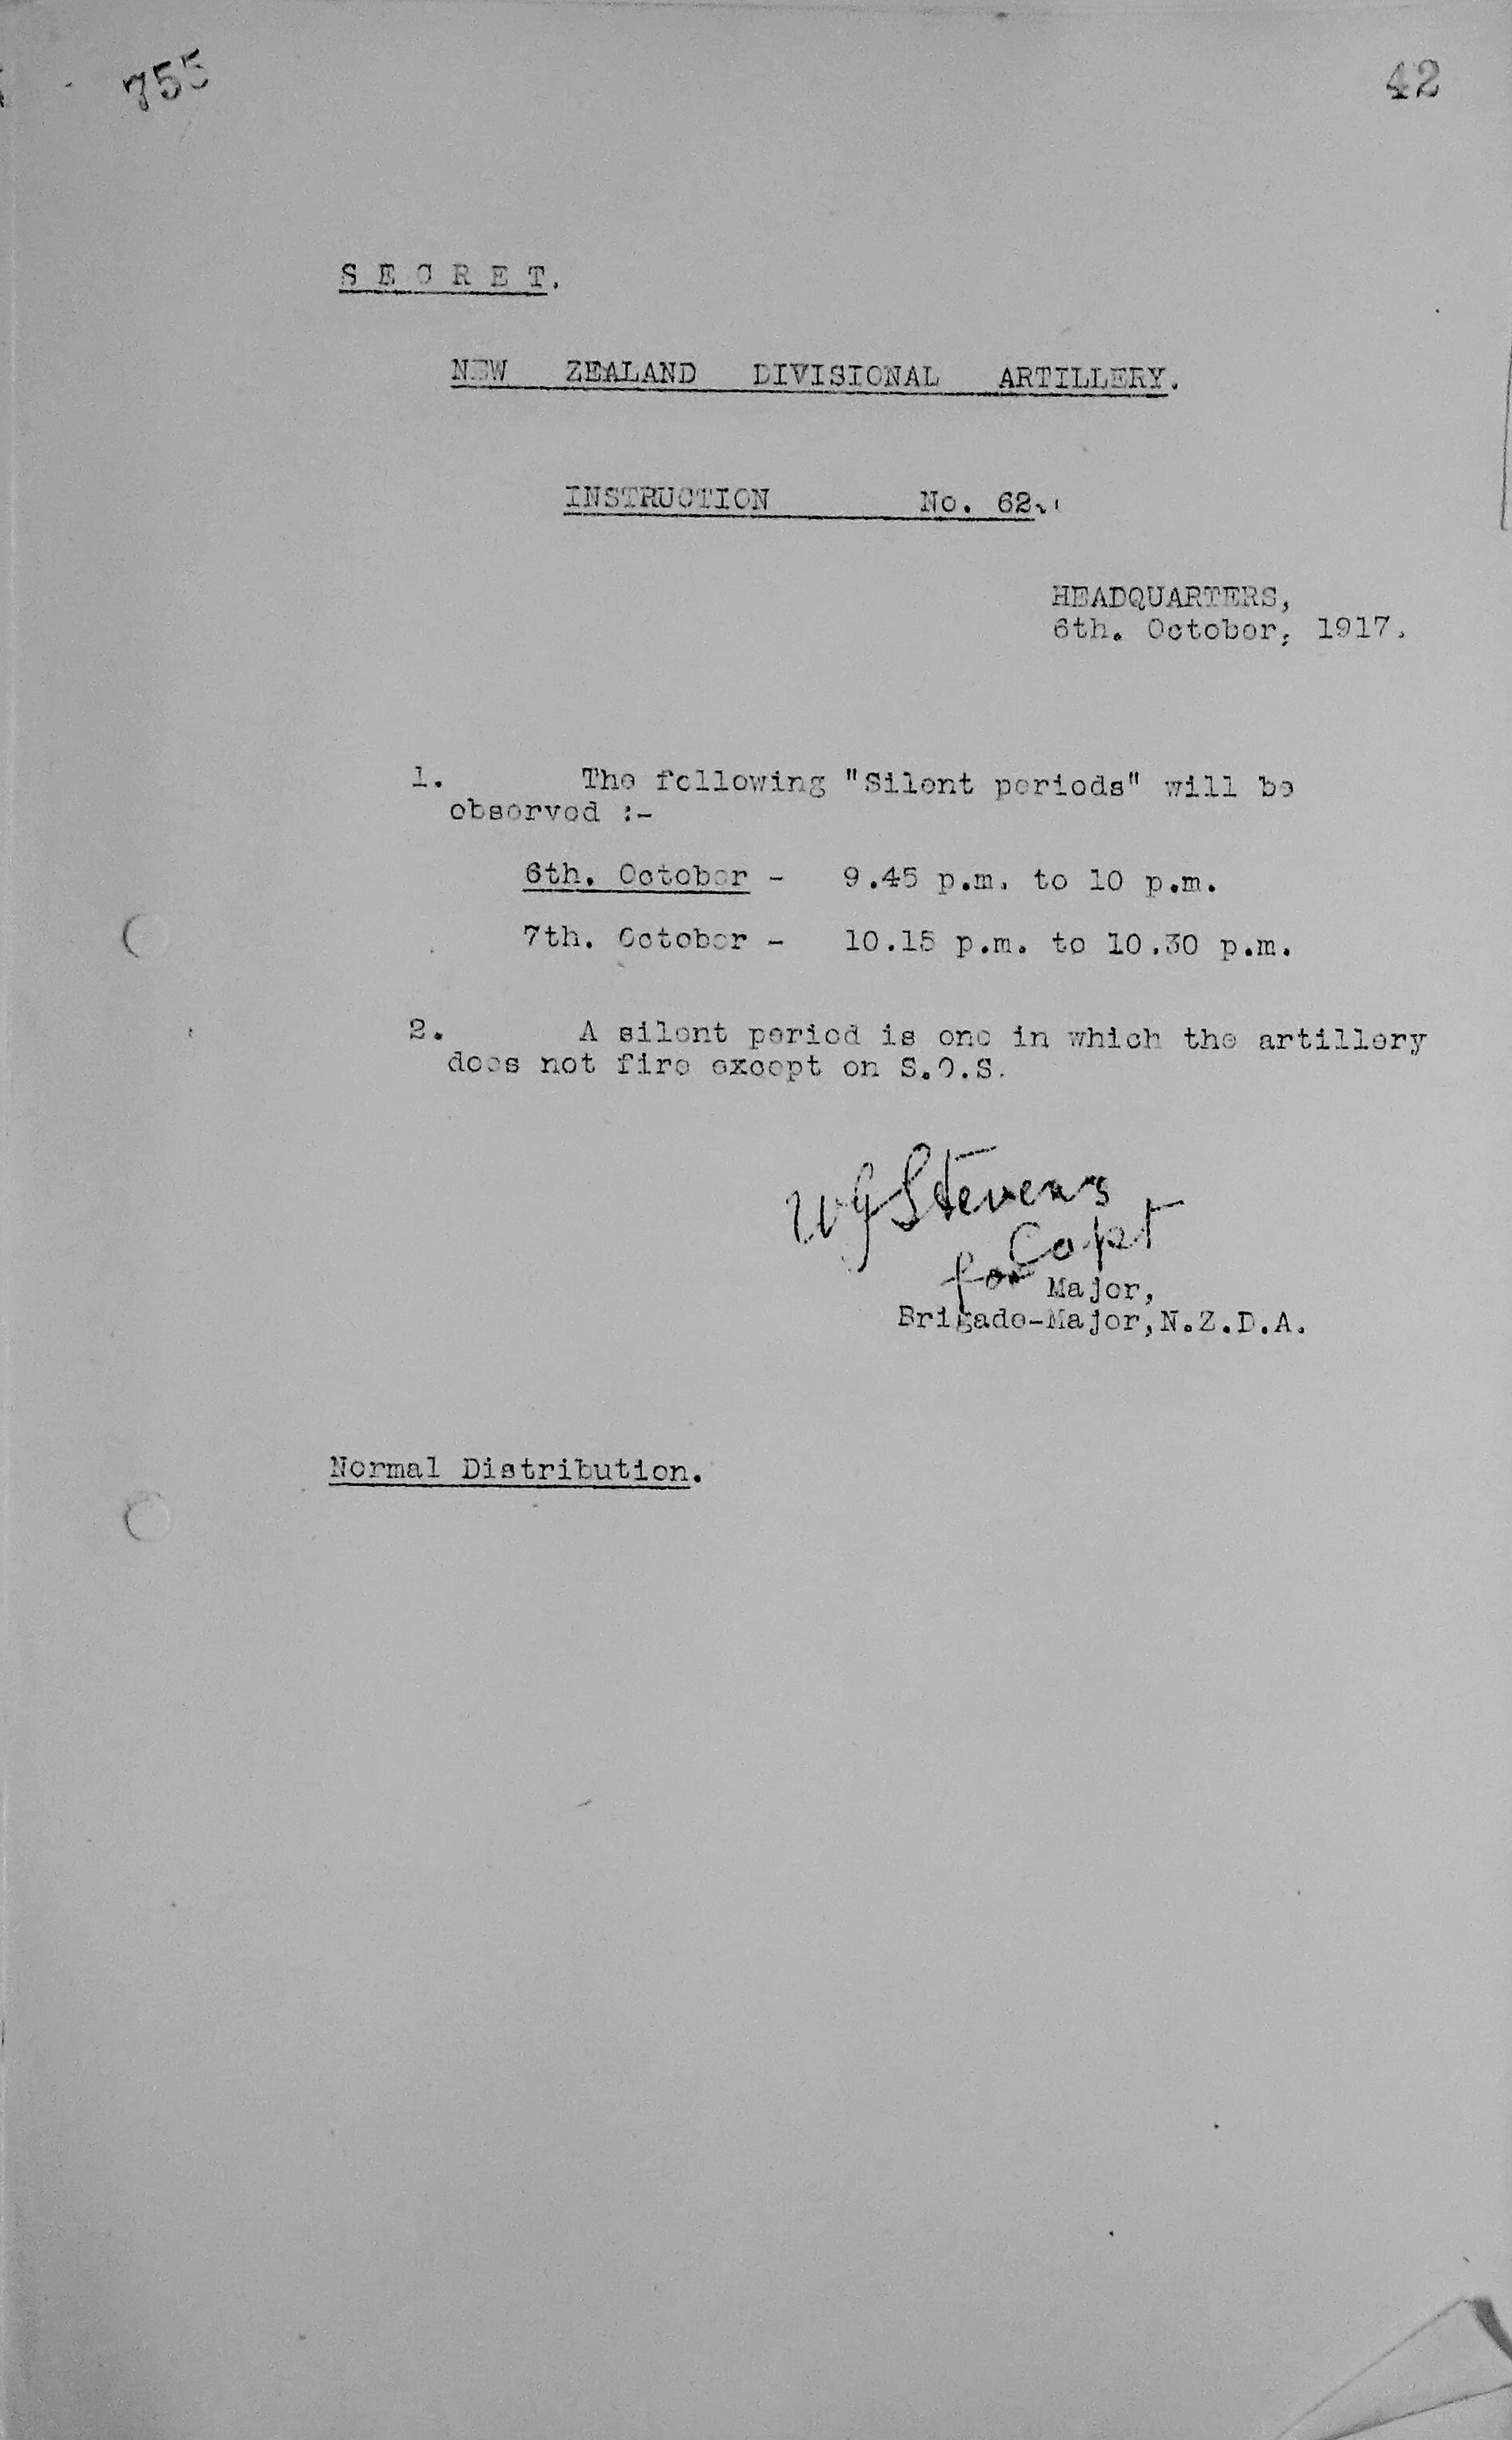 755
42
S E C R E T.
NEW ZEALAND DIVISIONAL ARTILLERY.
INSTRUCTION No. 62.
HEADQUARTERS,
6th. October, 1917.
1. The following "Silent periods" will be
observed :-
6th. October - 9.45 p.m. to 10 p.m.
7th. October - 10.15 p.m. to 10.30 p.m.
2. A silent period is one in which the artillery
does not fire except on S.O.S.
WGStevens
Capt
for Major,
Brigade-Major,N.Z.D.A.
Normal Distribution.